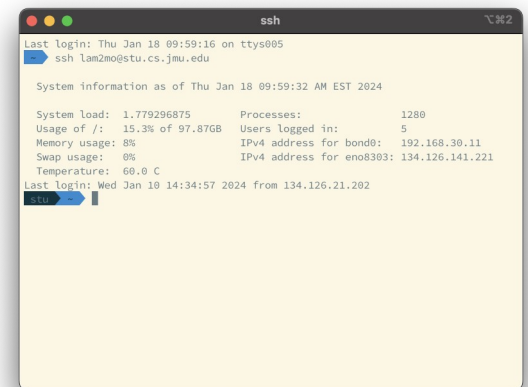 ssh
⌥⌘2
Last login: Thu Jan 18 09:59:16 on ttys005
~ ssh lam2mo@stu.cs.jmu.edu
System information as of Thu Jan 18 09:59:32 AM EST 2024
System load: 1.779296875 Processes: 1280
Usage of /: 15.3% of 97.87GB Users logged in: 5
Memory usage: 8% IPv4 address for bond0: 192.168.30.11
Swap usage: 0% IPv4 address for eno8303: 134.126.141.221
Temperature: 60.0 C
Last login: Wed Jan 10 14:34:57 2024 from 134.126.21.202
stu ~